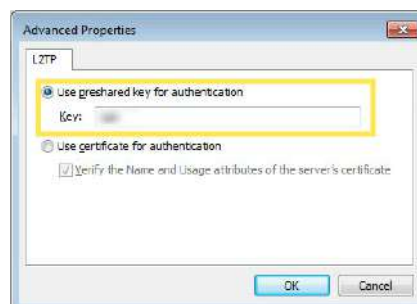 Advanced Properties
L2TP
Use preshared key for authentication
Key:
Use certificate for authentication
Verify the Name and Usage attributes of the server's certificate
OK Cancel